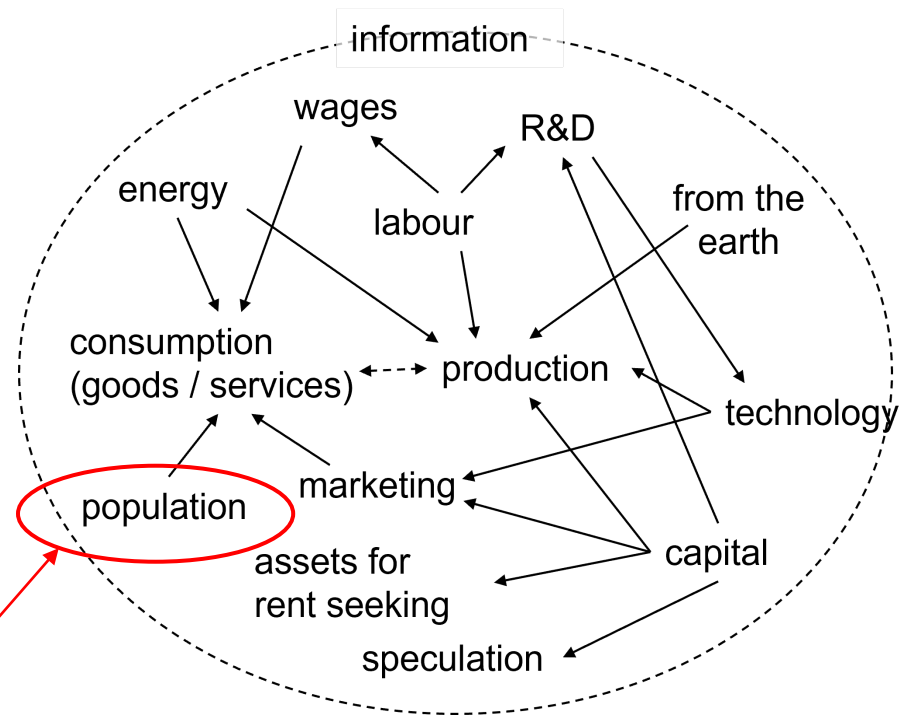 information
wages
R&D
energy
from the
earth
labour
consumption
(goods / services)
production
technology
marketing
population
capital
assets for
rent seeking
speculation